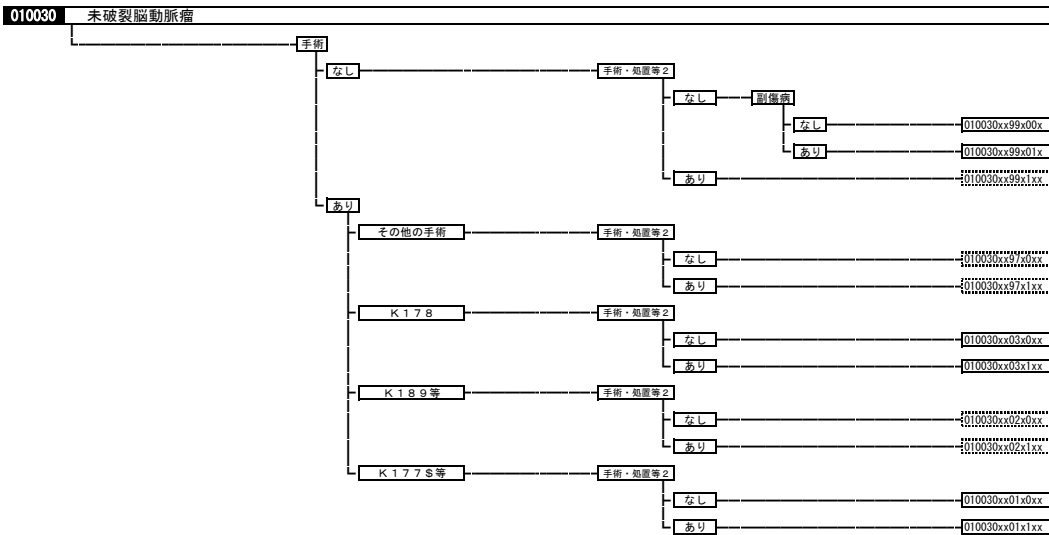 010030 未破裂脳動脈瘤
手術
なし 手術・処置等２
なし 副傷病
なし 010030xx99x00x
あり 010030xx99x01x
あり 010030xx99x1xx
あり
その他の手術 手術・処置等２
なし 010030xx97x0xx
あり 010030xx97x1xx
Ｋ１７８ 手術・処置等２
なし 010030xx03x0xx
あり 010030xx03x1xx
Ｋ１８９等 手術・処置等２
なし 010030xx02x0xx
あり 010030xx02x1xx
Ｋ１７７＄等 手術・処置等２
なし 010030xx01x0xx
あり 010030xx01x1xx